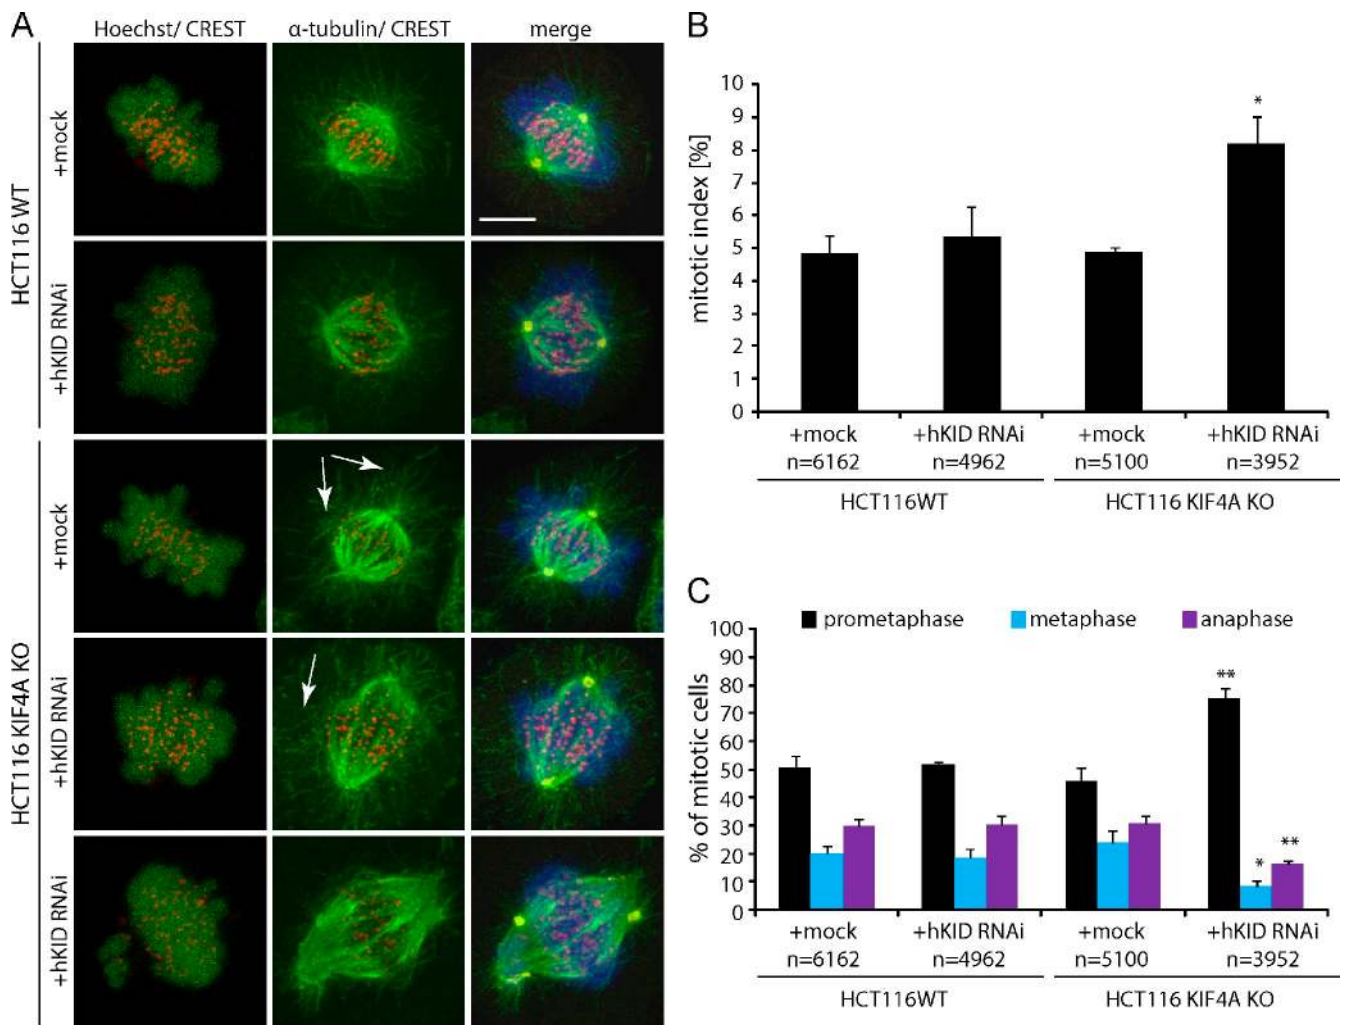 A
Hoechst/ CREST
α-tubulin/ CREST
merge
HCT116 WT
+mock
+hKID RNAi
HCT116 KIF4A KO
+mock
+hKID RNAi
+hKID RNAi
B
mitotic index [%]
10
9
8
7
6
5
4
3
2
1
0
*
+mock
n=6162
+hKID RNAi
n=4962
+mock
n=5100
+hKID RNAi
n=3952
HCT116WT
HCT116 KIF4A KO
C
prometaphase
metaphase
anaphase
% of mitotic cells
100
90
80
70
60
50
40
30
20
10
0
**
*
**
+mock
n=6162
+hKID RNAi
n=4962
+mock
n=5100
+hKID RNAi
n=3952
HCT116WT
HCT116 KIF4A KO